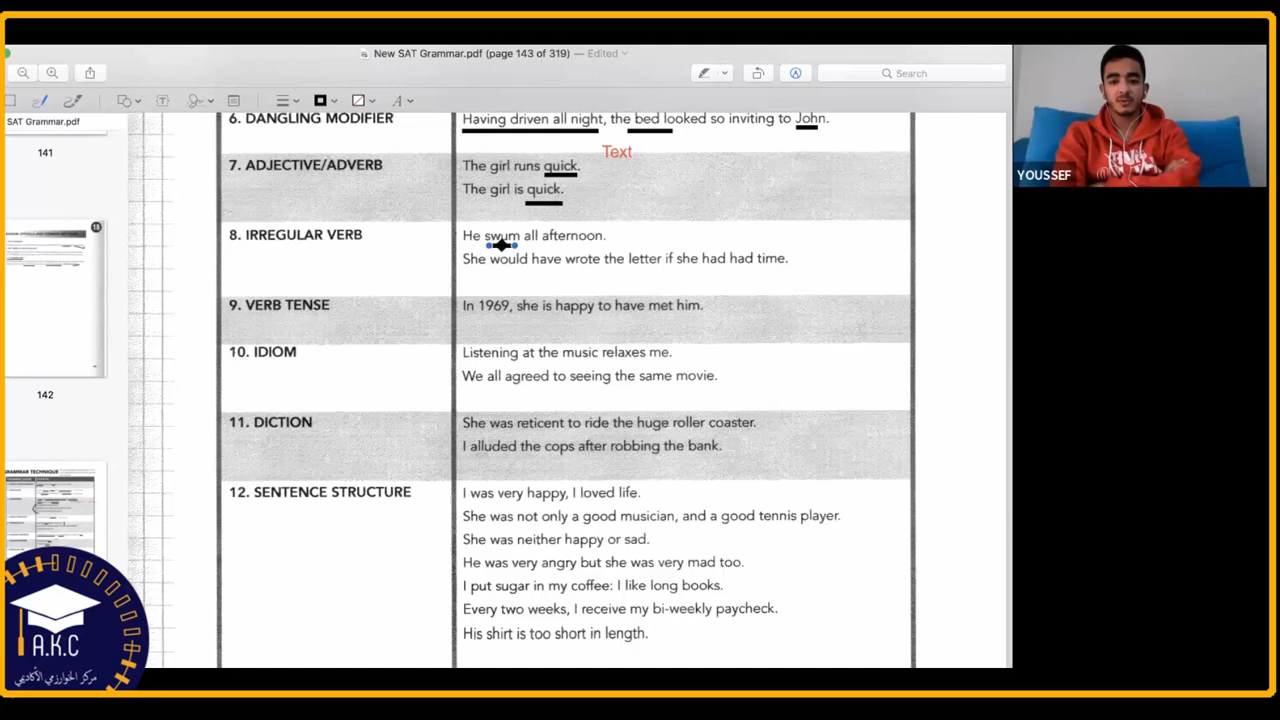 New SAT Grammar.pdf (page 143 of 319) — Edited
Search
SAT Grammar.pdf
141
142
6. DANGLING MODIFIER
Having driven all night, the bed looked so inviting to John.
Text
7. ADJECTIVE/ADVERB
The girl runs quick.
The girl is quick.
8. IRREGULAR VERB
He swum all afternoon.
She would have wrote the letter if she had had time.
9. VERB TENSE
In 1969, she is happy to have met him.
10. IDIOM
Listening at the music relaxes me.
We all agreed to seeing the same movie.
11. DICTION
She was reticent to ride the huge roller coaster.
I alluded the cops after robbing the bank.
12. SENTENCE STRUCTURE
I was very happy, I loved life.
She was not only a good musician, and a good tennis player.
She was neither happy or sad.
He was very angry but she was very mad too.
I put sugar in my coffee: I like long books.
Every two weeks, I receive my bi-weekly paycheck.
His shirt is too short in length.
YOUSSEF
A.K.C
مركز الخوارزمي الأكاديمي